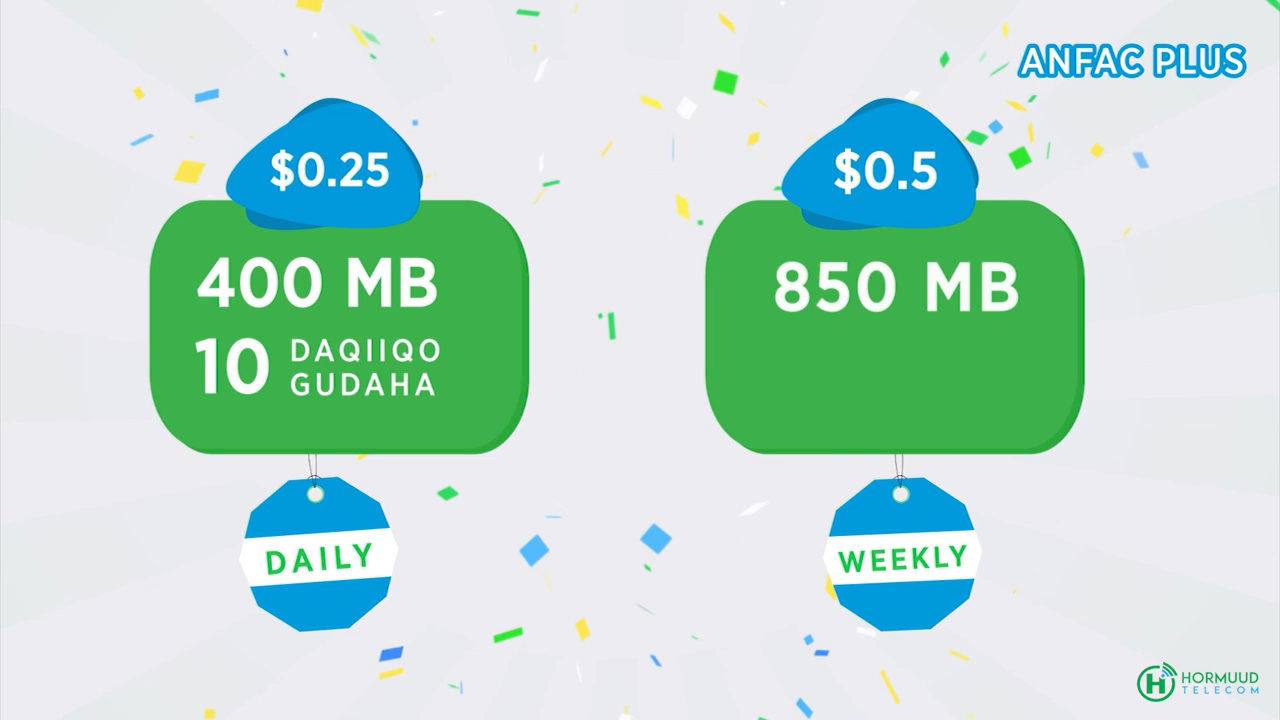 ANFAC PLUS
$0.25
400 MB
10 DAQIIQO
GUDAHA
DAILY
$0.5
850 MB
WEEKLY
HORMUUD
TELECOM